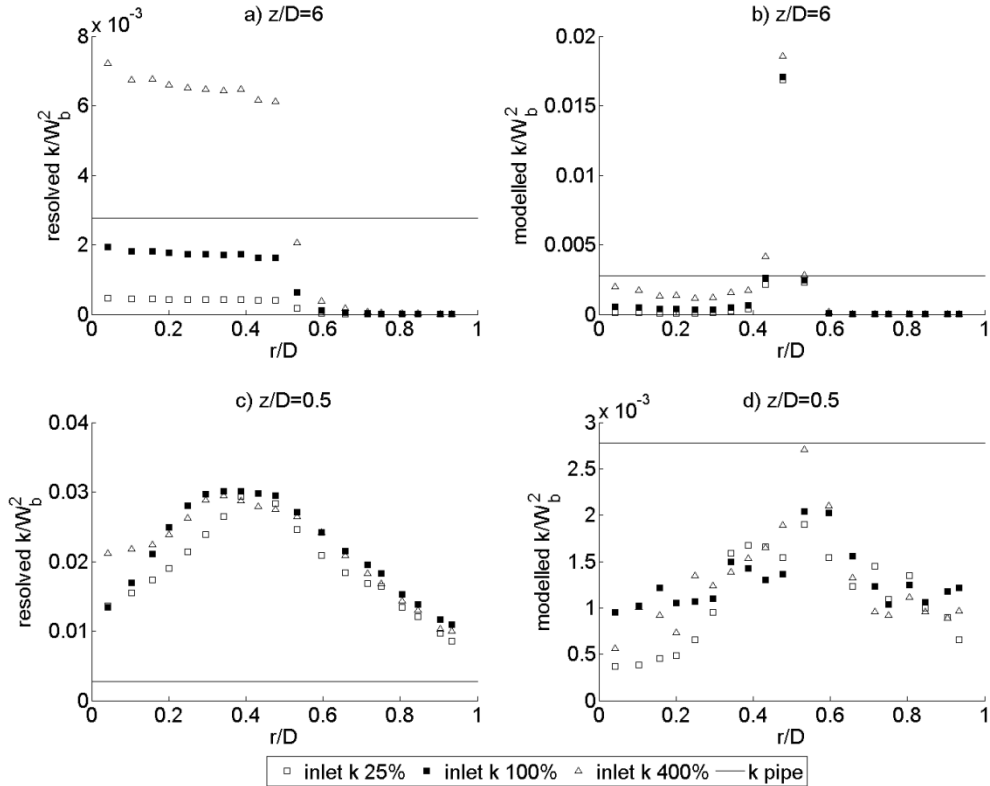 a) z/D=6
x 10^-3
8
6
4
2
0
resolved k/W_b^2
0 0.2 0.4 0.6 0.8 1
r/D
b) z/D=6
0.02
0.015
0.01
0.005
0
modelled k/W_b^2
0 0.2 0.4 0.6 0.8 1
r/D
c) z/D=0.5
0.04
0.03
0.02
0.01
0
resolved k/W_b^2
0 0.2 0.4 0.6 0.8 1
r/D
d) z/D=0.5
x 10^-3
3
2.5
2
1.5
1
0.5
0
modelled k/W_b^2
0 0.2 0.4 0.6 0.8 1
r/D
inlet k 25% inlet k 100% inlet k 400% k pipe